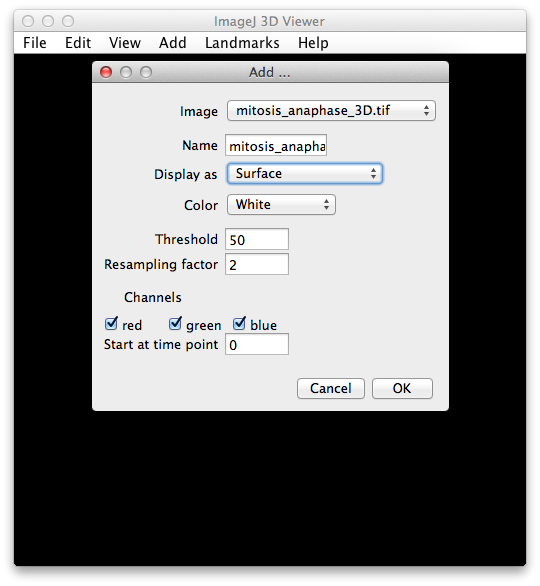 ImageJ 3D Viewer
File Edit View Add Landmarks Help
Add ...
Image mitosis_anaphase_3D.tif
Name mitosis_anapha
Display as Surface
Color White
Threshold 50
Resampling factor 2
Channels
red green blue
Start at time point 0
Cancel OK